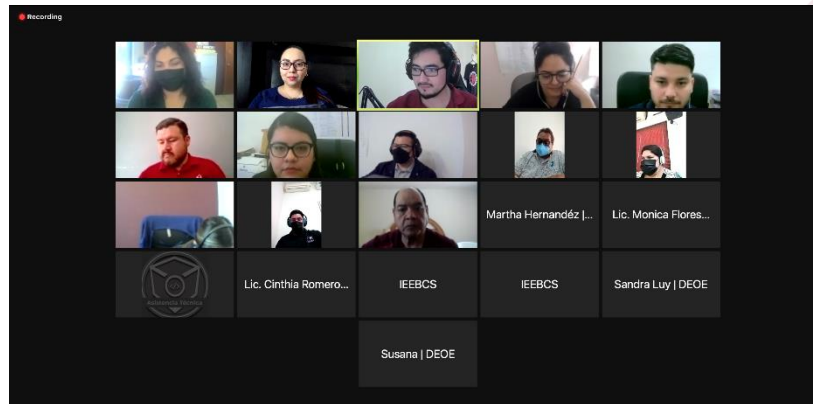 Recording
Martha Hernandéz |...
Lic. Monica Flores...
Asistencia Técnica
Lic. Cinthia Romero...
IEEBCS
IEEBCS
Sandra Luy | DEOE
Susana | DEOE